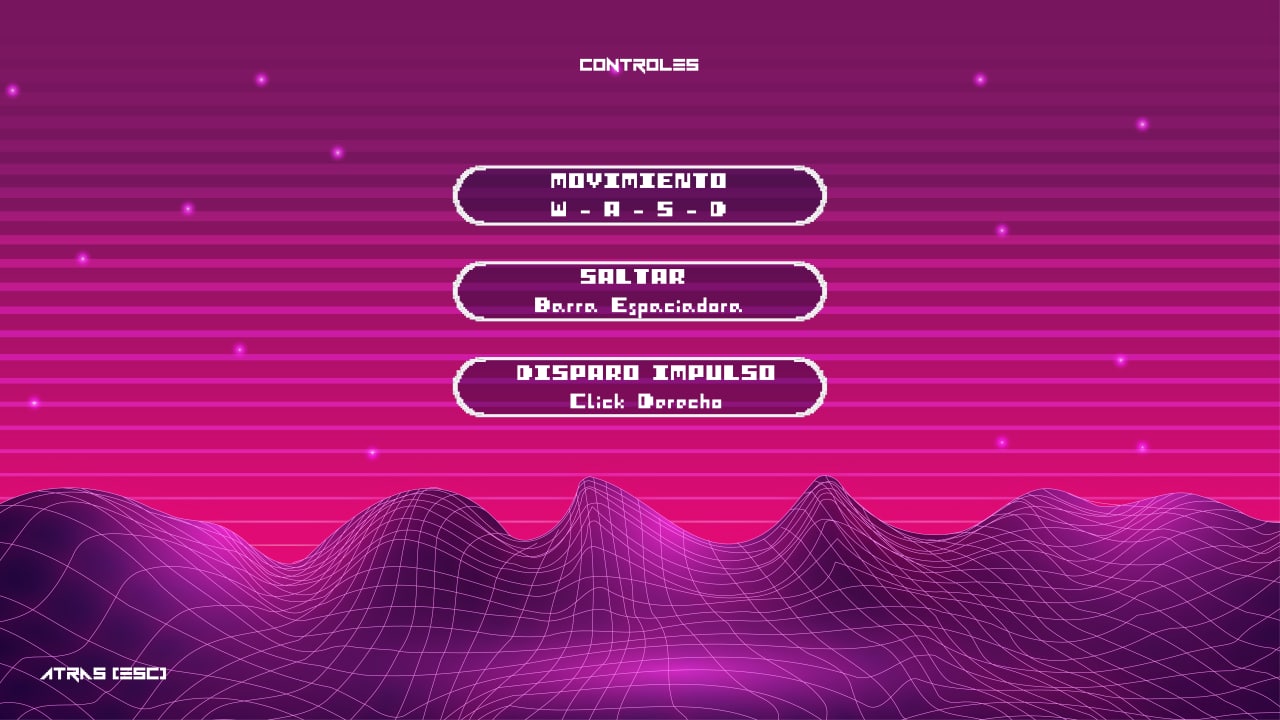 CONTROLES
MOVIMIENTO
W - A - S - D
SALTAR
Barra Espaciadora
DISPARO IMPULSO
Click Derecho
ATRAS [ESC]